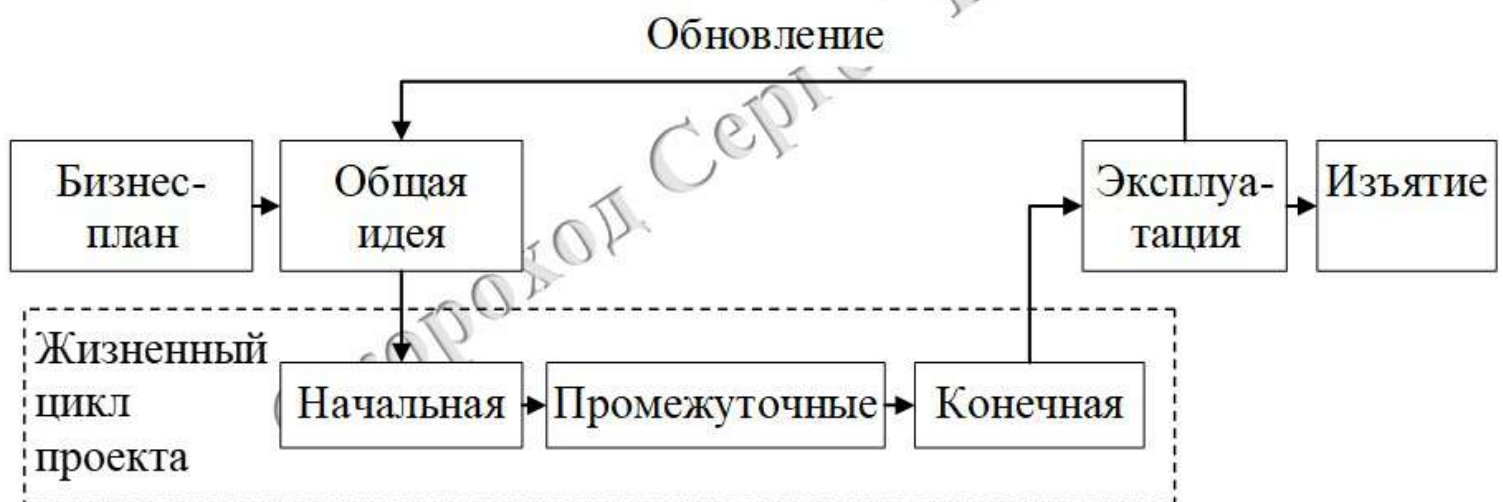 Обновление
Бизнес-
план
Общая
идея
Эксплуа-
тация
Изъятие
Жизненный
цикл
проекта
Начальная
Промежуточные
Конечная